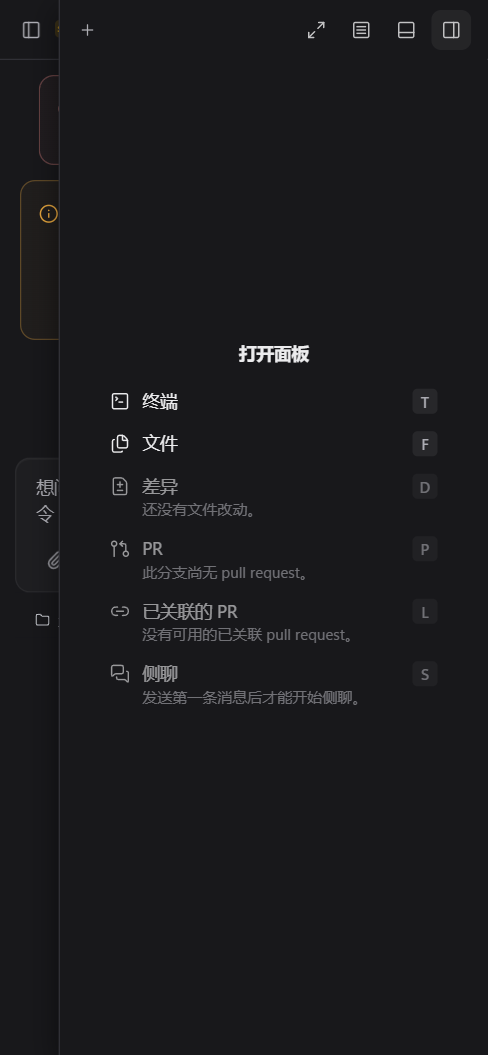 打开面板
终端 T
文件 F
差异 D
还没有文件改动。
PR P
此分支尚无 pull request。
已关联的 PR L
没有可用的已关联 pull request。
侧聊 S
发送第一条消息后才能开始侧聊。
想
令